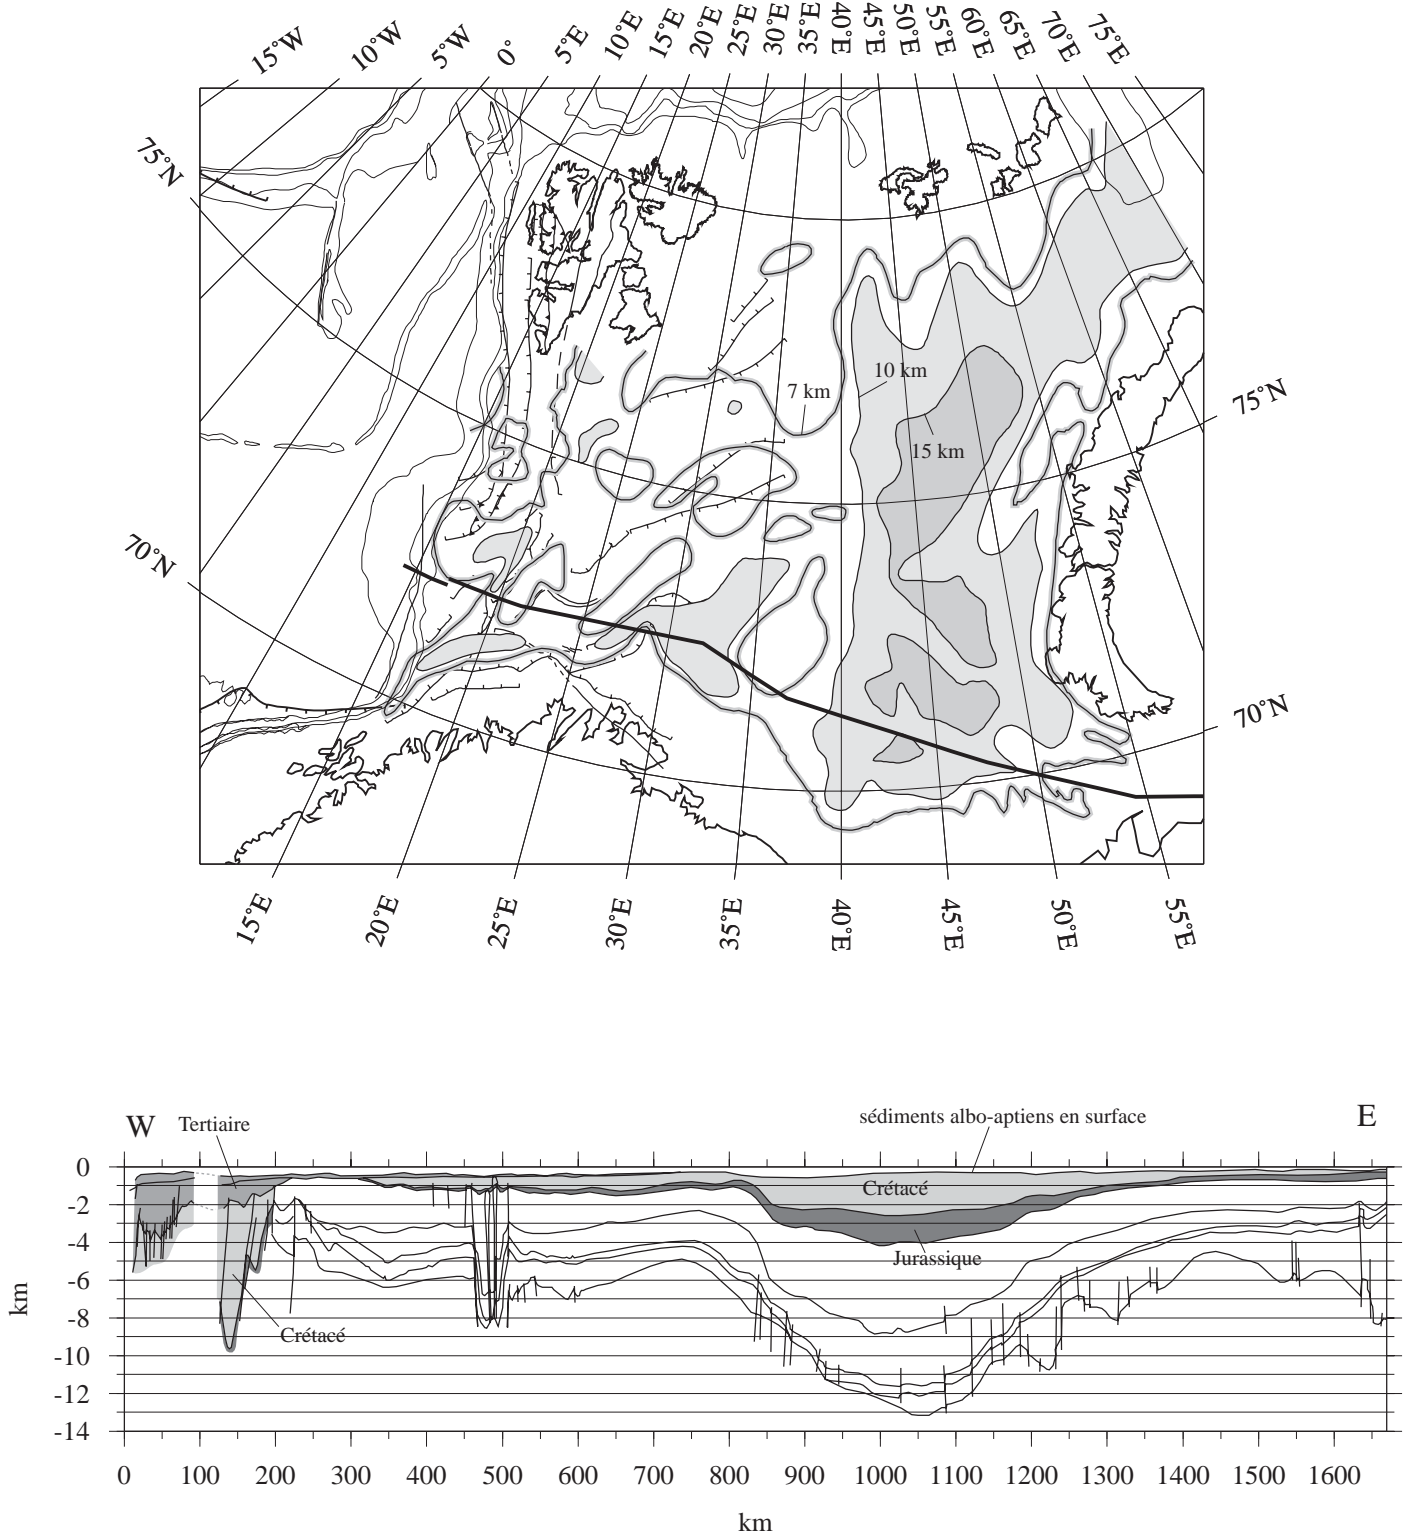 15°W 10°W 5°W 0° 5°E 10°E 15°E 20°E 25°E 30°E 35°E 40°E 45°E 50°E 55°E 60°E 65°E 70°E 75°E
75°N
10 km
7 km
75°N
15 km
70°N
70°N
15°E 20°E 25°E 30°E 35°E 40°E 45°E 50°E 55°E
W
Tertiaire
sédiments albo-aptiens en surface
E
0
-2
-4
-6
-8
-10
-12
-14
km
Crétacé
Jurassique
Crétacé
0 100 200 300 400 500 600 700 800 900 1000 1100 1200 1300 1400 1500 1600
km